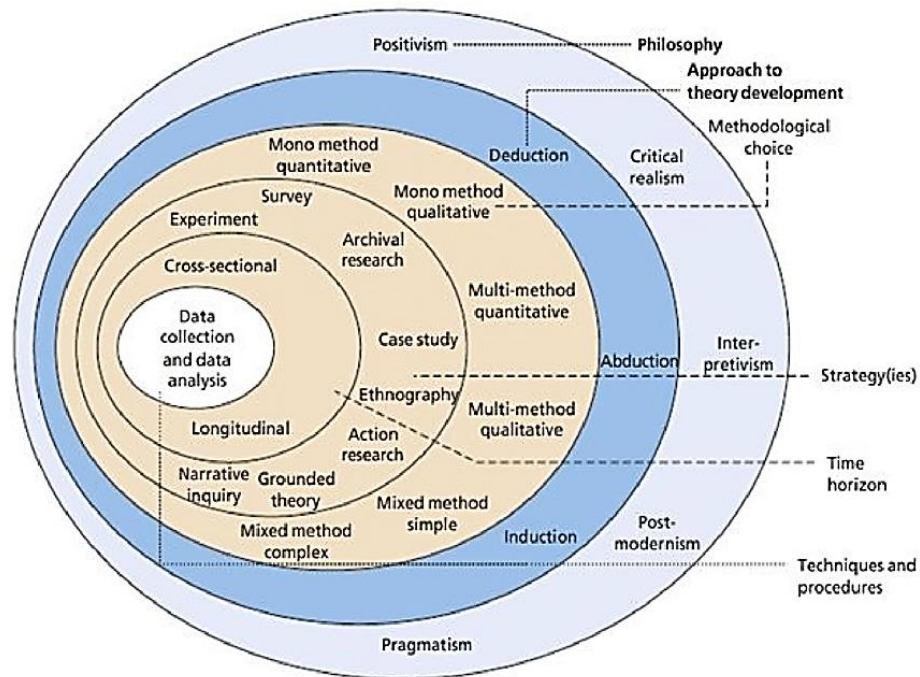 Positivism
Philosophy
Approach to
theory development
Methodological
choice
Deduction
Critical
realism
Mono method
quantitative
Mono method
qualitative
Survey
Experiment
Archival
research
Cross-sectional
Multi-method
quantitative
Data
collection
and data
analysis
Case study
Abduction
Inter-
pretivism
Strategy(ies)
Ethnography
Multi-method
qualitative
Longitudinal
Action
research
Time
horizon
Narrative
inquiry
Grounded
theory
Mixed method
simple
Mixed method
complex
Induction
Post-
modernism
Techniques and
procedures
Pragmatism